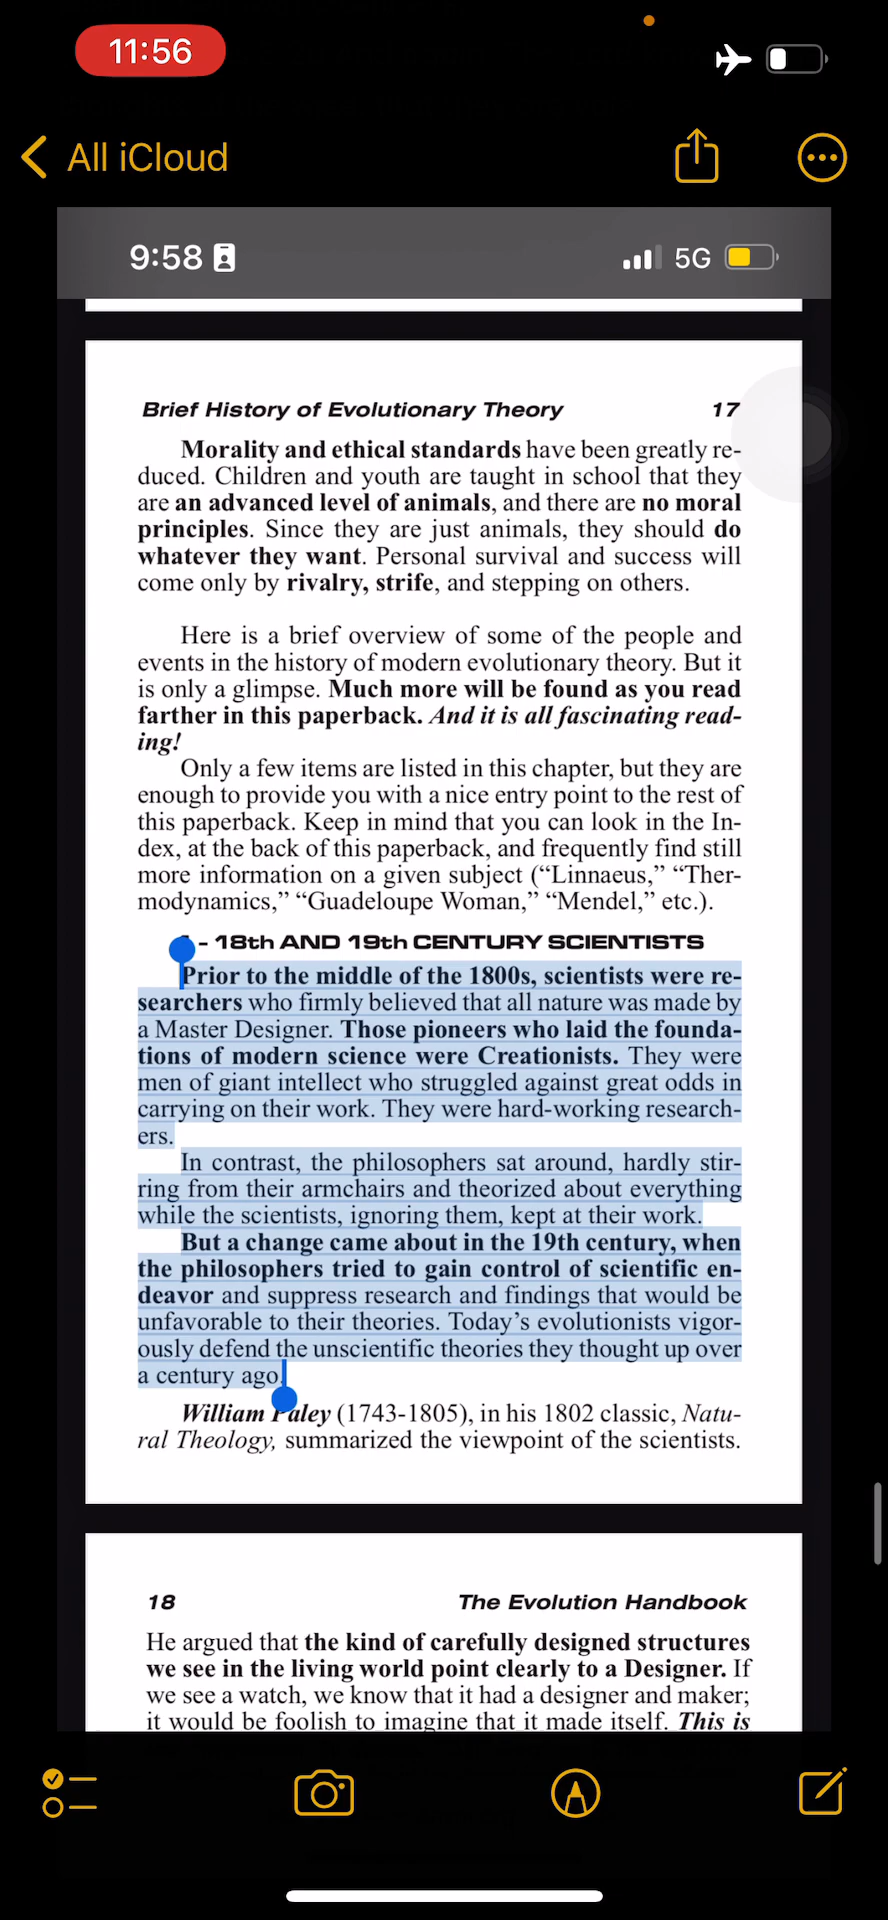 11:56
All iCloud
9:58
5G
Brief History of Evolutionary Theory 17
Morality and ethical standards have been greatly re-
duced. Children and youth are taught in school that they
are an advanced level of animals, and there are no moral
principles. Since they are just animals, they should do
whatever they want. Personal survival and success will
come only by rivalry, strife, and stepping on others.
Here is a brief overview of some of the people and
events in the history of modern evolutionary theory. But it
is only a glimpse. Much more will be found as you read
farther in this paperback. And it is all fascinating read-
ing!
Only a few items are listed in this chapter, but they are
enough to provide you with a nice entry point to the rest of
this paperback. Keep in mind that you can look in the In-
dex, at the back of this paperback, and frequently find still
more information on a given subject (“Linnaeus,” “Ther-
modynamics,” “Guadeloupe Woman,” “Mendel,” etc.).
- 18th AND 19th CENTURY SCIENTISTS
Prior to the middle of the 1800s, scientists were re-
searchers who firmly believed that all nature was made by
a Master Designer. Those pioneers who laid the founda-
tions of modern science were Creationists. They were
men of giant intellect who struggled against great odds in
carrying on their work. They were hard-working research-
ers.
In contrast, the philosophers sat around, hardly stir-
ring from their armchairs and theorized about everything
while the scientists, ignoring them, kept at their work.
But a change came about in the 19th century, when
the philosophers tried to gain control of scientific en-
deavor and suppress research and findings that would be
unfavorable to their theories. Today’s evolutionists vigor-
ously defend the unscientific theories they thought up over
a century ago.
William Paley (1743-1805), in his 1802 classic, Natu-
ral Theology, summarized the viewpoint of the scientists.
18 The Evolution Handbook
He argued that the kind of carefully designed structures
we see in the living world point clearly to a Designer. If
we see a watch, we know that it had a designer and maker;
it would be foolish to imagine that it made itself. This is